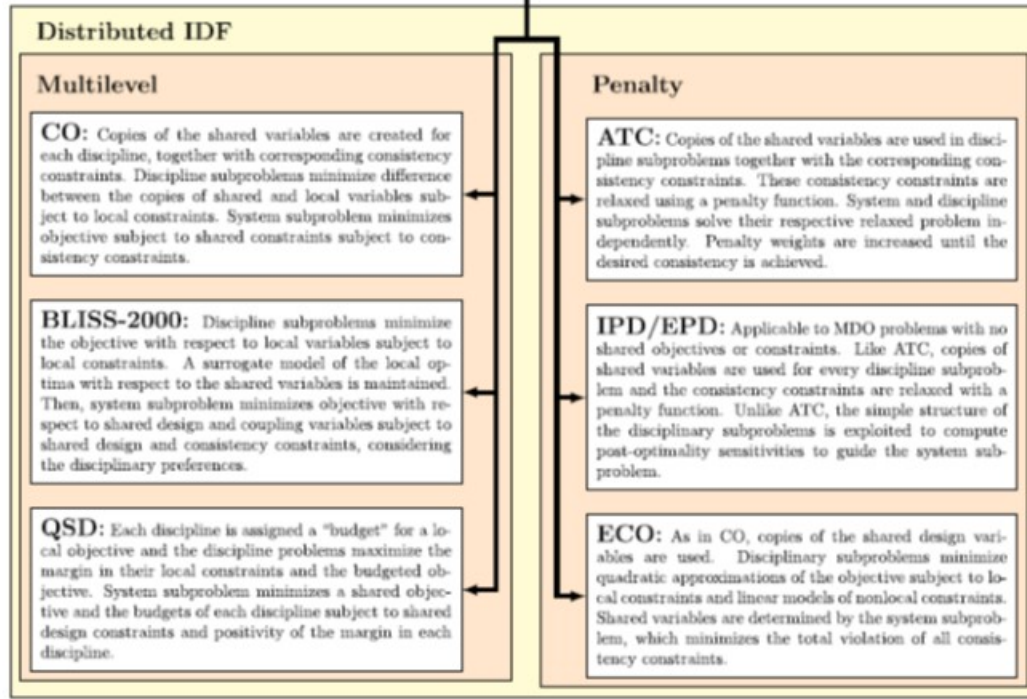 Distributed IDF
Multilevel
CO: Copies of the shared variables are created for
each discipline, together with corresponding consistency
constraints. Discipline subproblems minimize difference
between the copies of shared and local variables sub-
ject to local constraints. System subproblem minimizes
objective subject to shared constraints subject to con-
sistency constraints.
BLISS-2000: Discipline subproblems minimize
the objective with respect to local variables subject to
local constraints. A surrogate model of the local op-
tima with respect to the shared variables is maintained.
Then, system subproblem minimizes objective with re-
spect to shared design and coupling variables subject to
shared design and consistency constraints, considering
the disciplinary preferences.
QSD: Each discipline is assigned a "budget" for a lo-
cal objective and the discipline problems maximize the
margin in their local constraints and the budgeted ob-
jective. System subproblem minimizes a shared objec-
tive and the budgets of each discipline subject to shared
design constraints and positivity of the margin in each
discipline.
Penalty
ATC: Copies of the shared variables are used in disci-
pline subproblems together with the corresponding con-
sistency constraints. These consistency constraints are
relaxed using a penalty function. System and discipline
subproblems solve their respective relaxed problem in-
dependently. Penalty weights are increased until the
desired consistency is achieved.
IPD/EPD: Applicable to MDO problems with no
shared objectives or constraints. Like ATC, copies of
shared variables are used for every discipline subprob-
lem and the consistency constraints are relaxed with a
penalty function. Unlike ATC, the simple structure of
the disciplinary subproblems is exploited to compute
post-optimality sensitivities to guide the system sub-
problem.
ECO: As in CO, copies of the shared design vari-
ables are used. Disciplinary subproblems minimize
quadratic approximations of the objective subject to lo-
cal constraints and linear models of nonlocal constraints.
Shared variables are determined by the system subprob-
lem, which minimizes the total violation of all consis-
tency constraints.